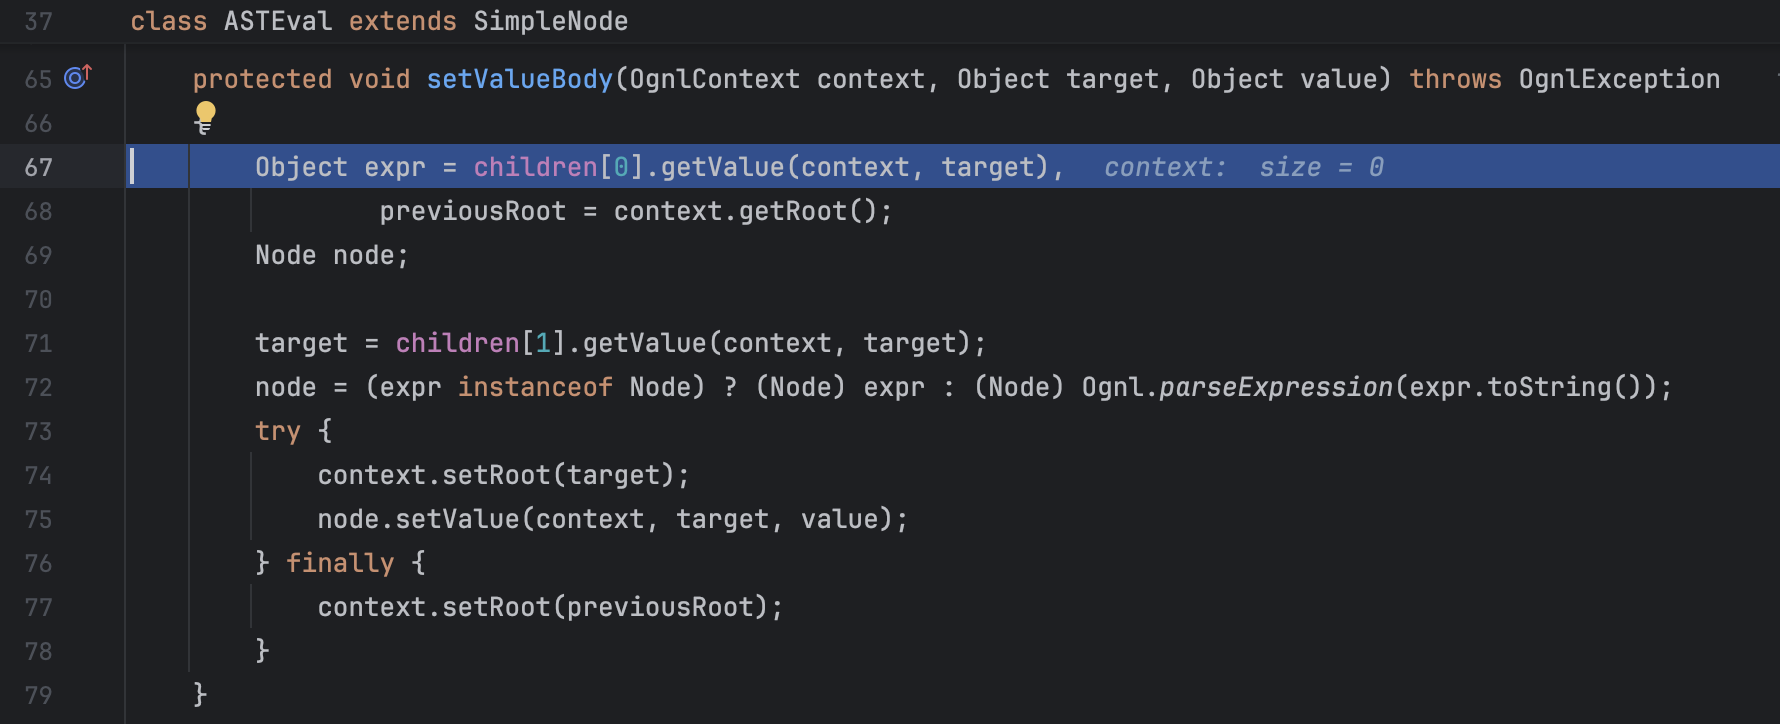 37 class ASTEval extends SimpleNode
65 protected void setValueBody(OgnlContext context, Object target, Object value) throws OgnlException
66 {
67 Object expr = children[0].getValue(context, target), context: size = 0
68 previousRoot = context.getRoot();
69 Node node;
70
71 target = children[1].getValue(context, target);
72 node = (expr instanceof Node) ? (Node) expr : (Node) Ognl.parseExpression(expr.toString());
73 try {
74 context.setRoot(target);
75 node.setValue(context, target, value);
76 } finally {
77 context.setRoot(previousRoot);
78 }
79 }